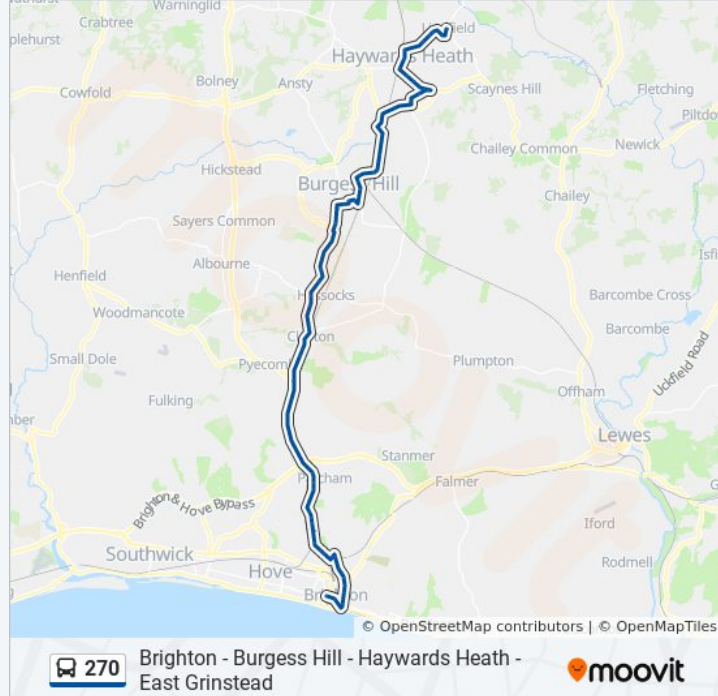 Warninglid
Crabtree
Haywards Heath
Bolney
Ansty
Cowfold
Scaynes Hill
Fletching
Newick
Chailey Common
Hickstead
Burgess Hill
Chailey
Sayers Common
Albourne
Henfield
Barcombe Cross
Woodmancote
Barcombe
Small Dole
Plumpton
Uckfield Road
Fulking
Offham
Lewes
Stanmer
Falmer
Brighton & Hove Bypass
Iford
Southwick
Hove
Rodmell
© OpenStreetMap contributors | © OpenMapTiles
270 Brighton - Burgess Hill - Haywards Heath -
East Grinstead
moovit